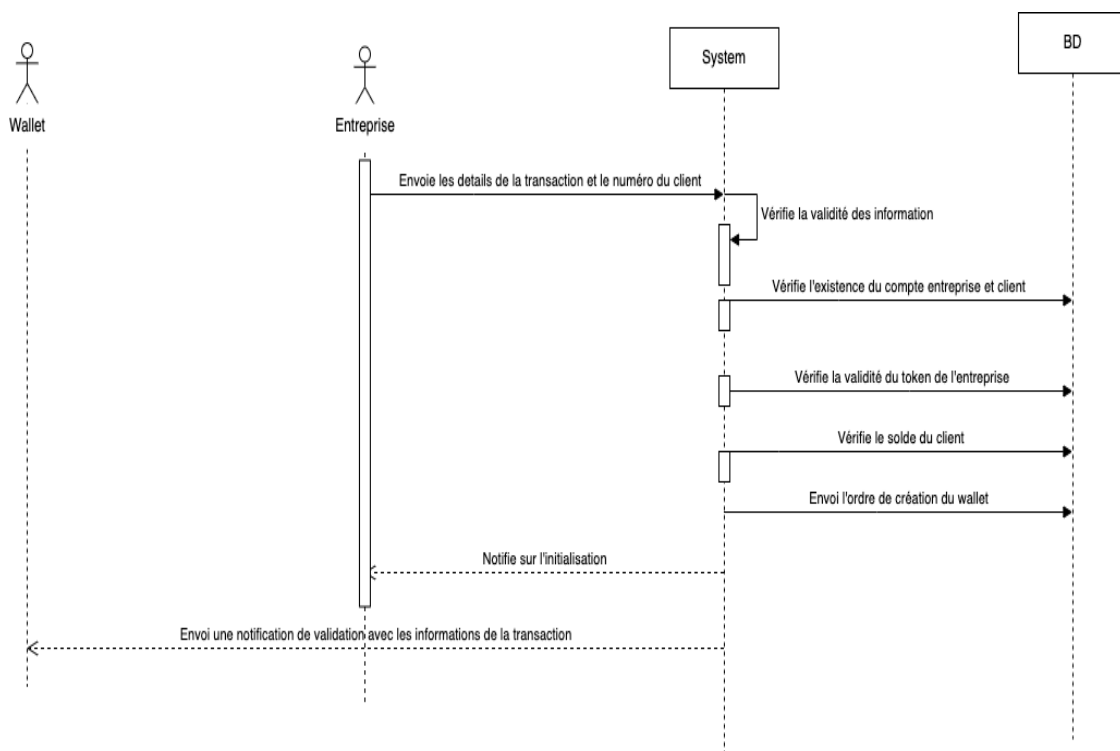 BD
System
Wallet
Entreprise
Envoie les details de la transaction et le numéro du client
Vérifie la validité des information
Vérifie l'existence du compte entreprise et client
Vérifie la validité du token de l'entreprise
Vérifie le solde du client
Envoi l'ordre de création du wallet
Notifie sur l'initialisation
Envoi une notification de validation avec les informations de la transaction